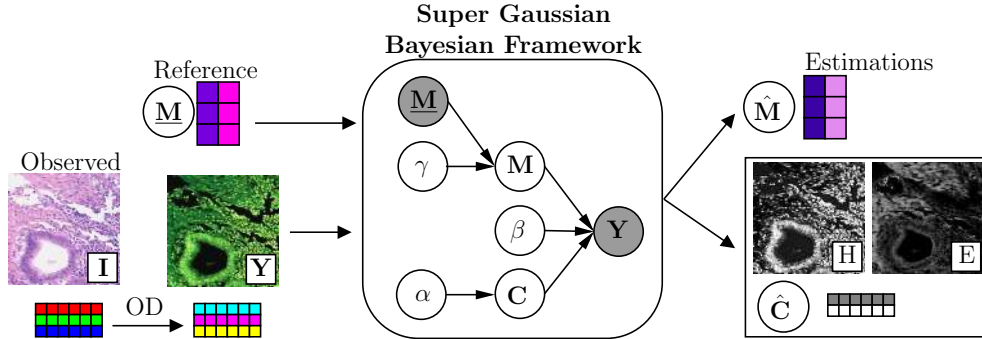 Super Gaussian
Bayesian Framework
Reference
M
Observed
I
Y
OD
M
γ
M
β
Y
α
C
Estimations
M̂
H
E
Ĉ